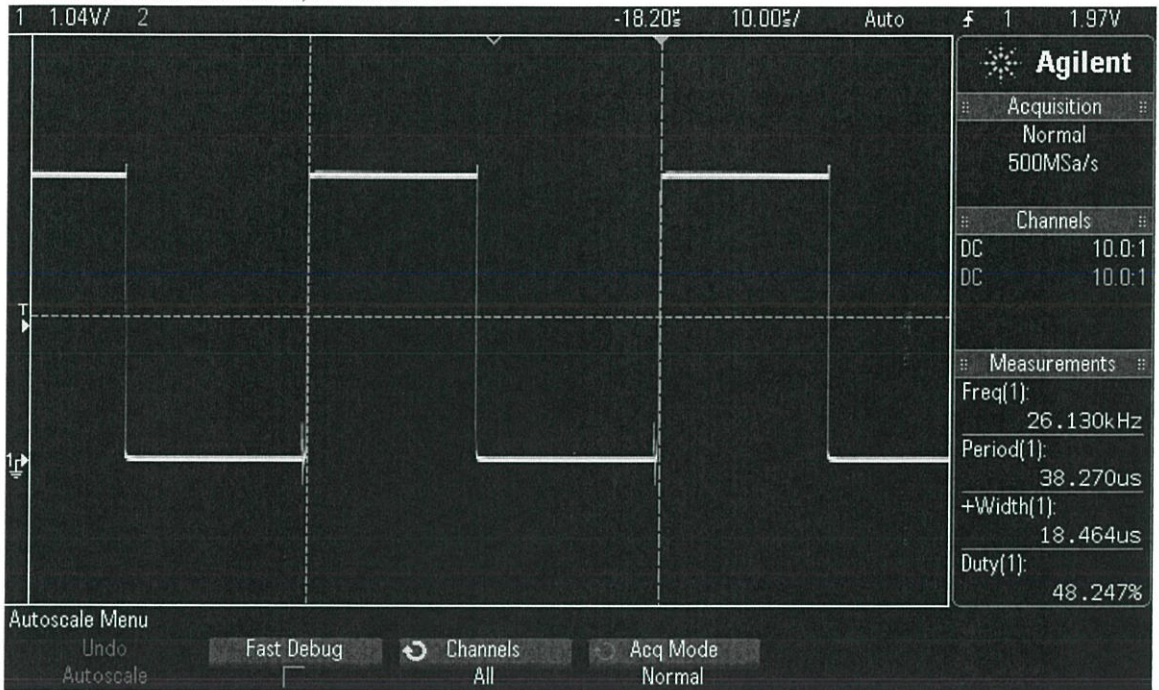 1 1.04V/ 2 -18.20µs 10.00µs/ Auto 1 1.97V
Agilent
Acquisition
Normal
500MSa/s
Channels
DC 10.0:1
DC 10.0:1
T
1
Measurements
Freq(1):
26.130kHz
Period(1):
38.270us
+Width(1):
18.464us
Duty(1):
48.247%
Autoscale Menu
Undo
Autoscale
Fast Debug
Channels
All
Acq Mode
Normal